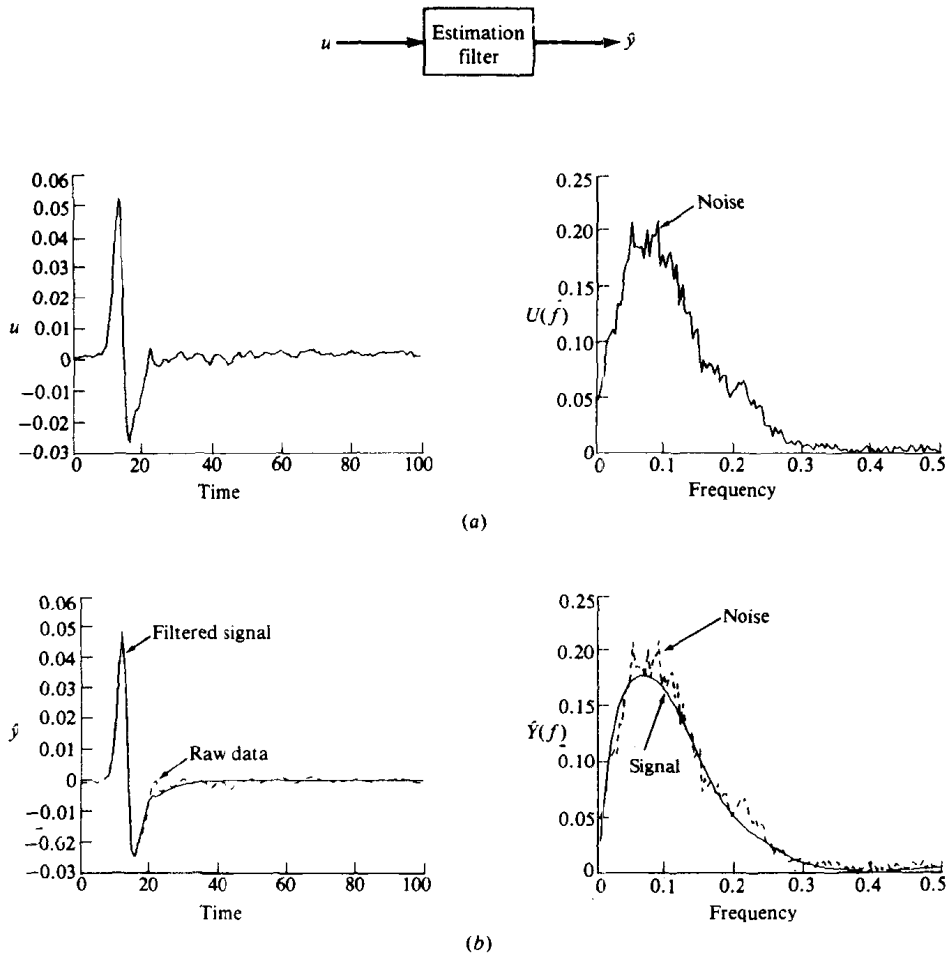 u
Estimation
filter
ŷ
0.06
0.05
0.04
0.03
0.02
u
0.01
0
−0.01
−0.02
−0.03
0
20
40
60
80
100
Time
0.25
0.20
Noise
0.15
U(f)
0.10
0.05
0
0
0.1
0.2
0.3
0.4
0.5
Frequency
(a)
0.06
0.05
Filtered signal
0.04
0.03
0.02
ŷ
0.01
Raw data
0
−0.01
−0.62
−0.03
0
20
40
60
80
100
Time
0.25
Noise
0.20
0.15
Ŷ(f)
Signal
0.10
0.05
0
0
0.1
0.2
0.3
0.4
0.5
Frequency
(b)